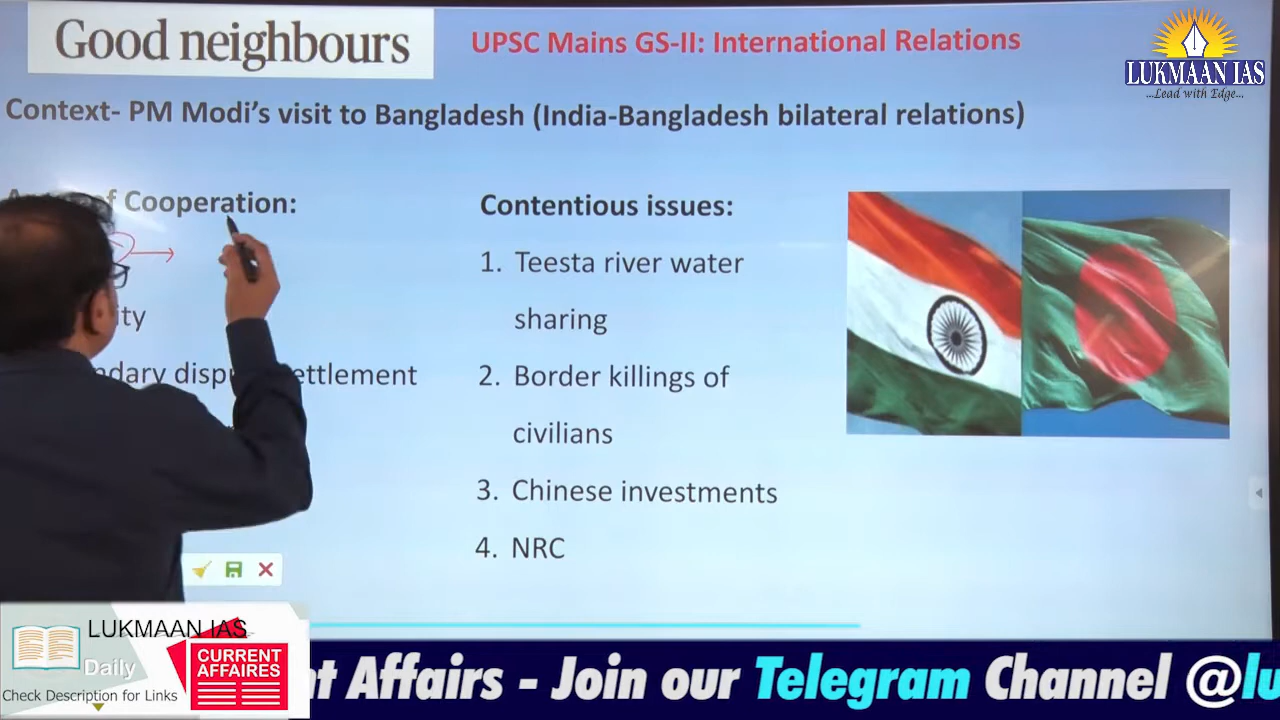 Good neighbours
UPSC Mains GS-II: International Relations
LUKMAAN IAS
...Lead with Edge...
Context- PM Modi's visit to Bangladesh (India-Bangladesh bilateral relations)
Cooperation:
Contentious issues:
1. Teesta river water
sharing
2. Border killings of
civilians
3. Chinese investments
4. NRC
LUKMAAN IAS
Daily
CURRENT
AFFAIRES
Check Description for Links
Affairs - Join our Telegram Channel @lu